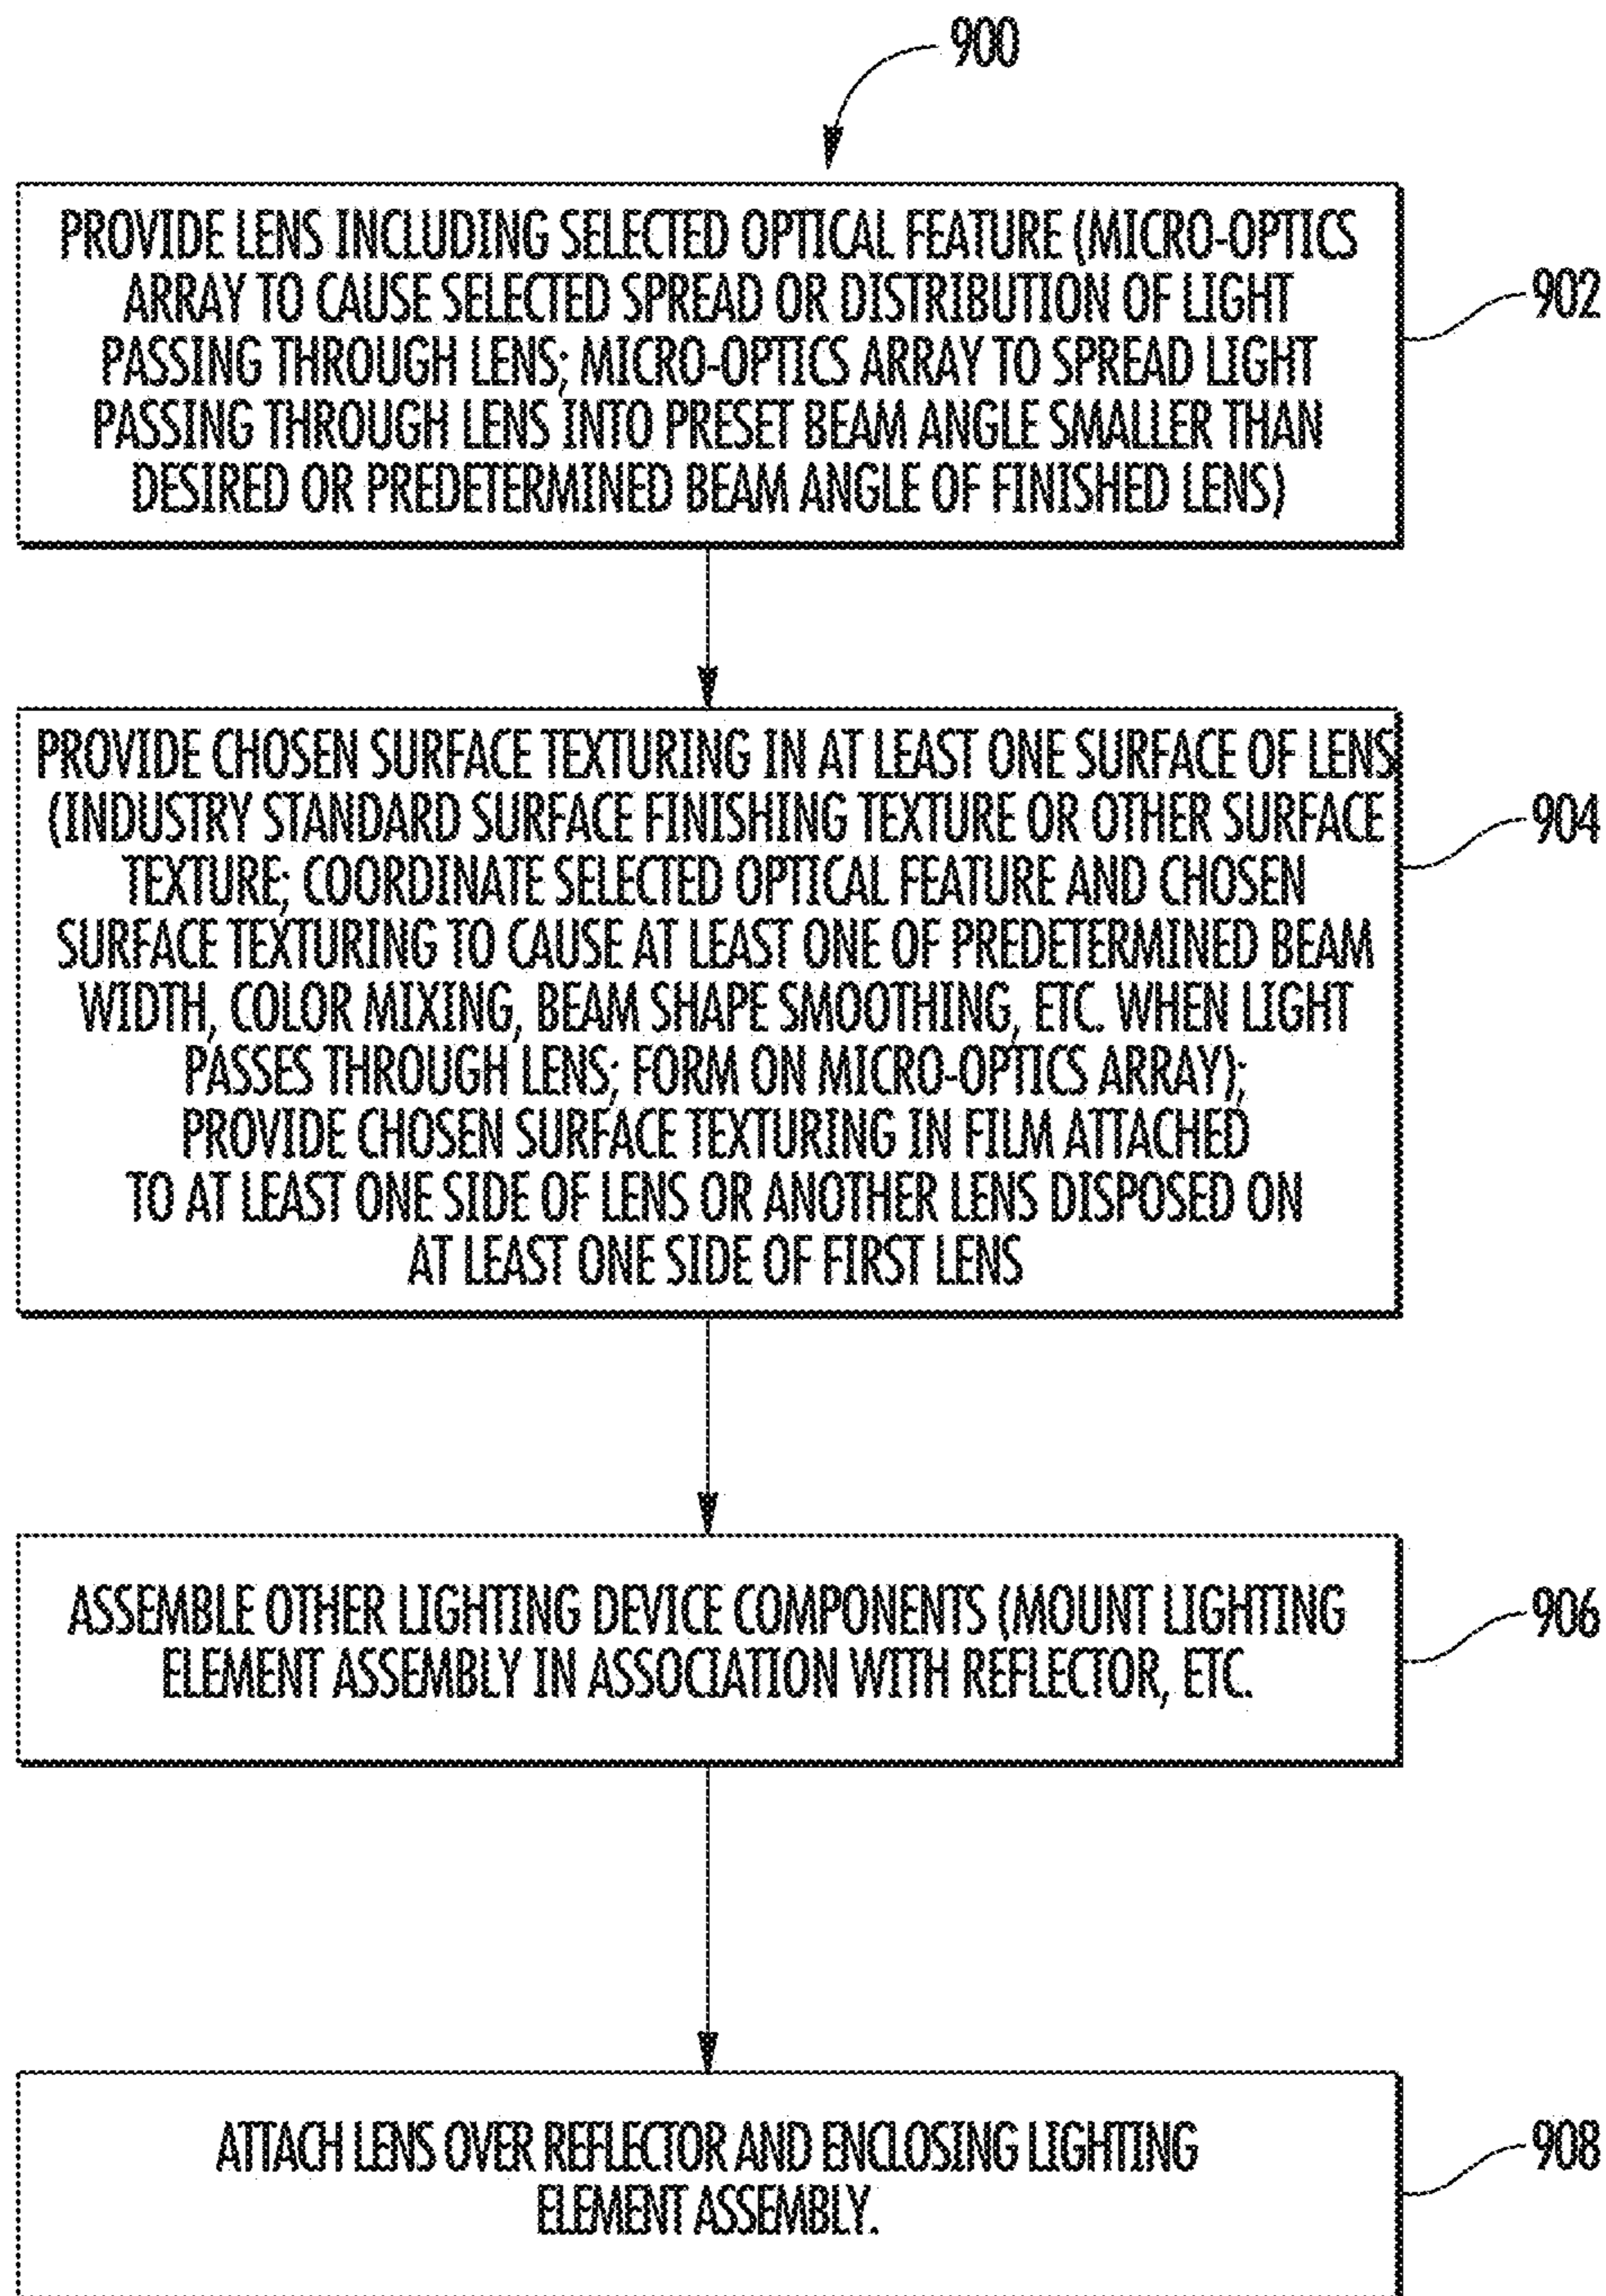 900
PROVIDE LENS INCLUDING SELECTED OPTICAL FEATURE (MICRO-OPTICS
ARRAY TO CAUSE SELECTED SPREAD OR DISTRIBUTION OF LIGHT
PASSING THROUGH LENS; MICRO-OPTICS ARRAY TO SPREAD LIGHT
PASSING THROUGH LENS INTO PRESET BEAM ANGLE SMALLER THAN
DESIRED OR PREDETERMINED BEAM ANGLE OF FINISHED LENS)
902
PROVIDE CHOSEN SURFACE TEXTURING IN AT LEAST ONE SURFACE OF LENS
(INDUSTRY STANDARD SURFACE FINISHING TEXTURE OR OTHER SURFACE
TEXTURE; COORDINATE SELECTED OPTICAL FEATURE AND CHOSEN
SURFACE TEXTURING TO CAUSE AT LEAST ONE OF PREDETERMINED BEAM
WIDTH, COLOR MIXING, BEAM SHAPE SMOOTHING, ETC. WHEN LIGHT
PASSES THROUGH LENS; FORM ON MICRO-OPTICS ARRAY);
PROVIDE CHOSEN SURFACE TEXTURING IN FILM ATTACHED
TO AT LEAST ONE SIDE OF LENS OR ANOTHER LENS DISPOSED ON
AT LEAST ONE SIDE OF FIRST LENS
904
ASSEMBLE OTHER LIGHTING DEVICE COMPONENTS (MOUNT LIGHTING
ELEMENT ASSEMBLY IN ASSOCIATION WITH REFLECTOR, ETC.
906
ATTACH LENS OVER REFLECTOR AND ENCLOSING LIGHTING
ELEMENT ASSEMBLY.
908